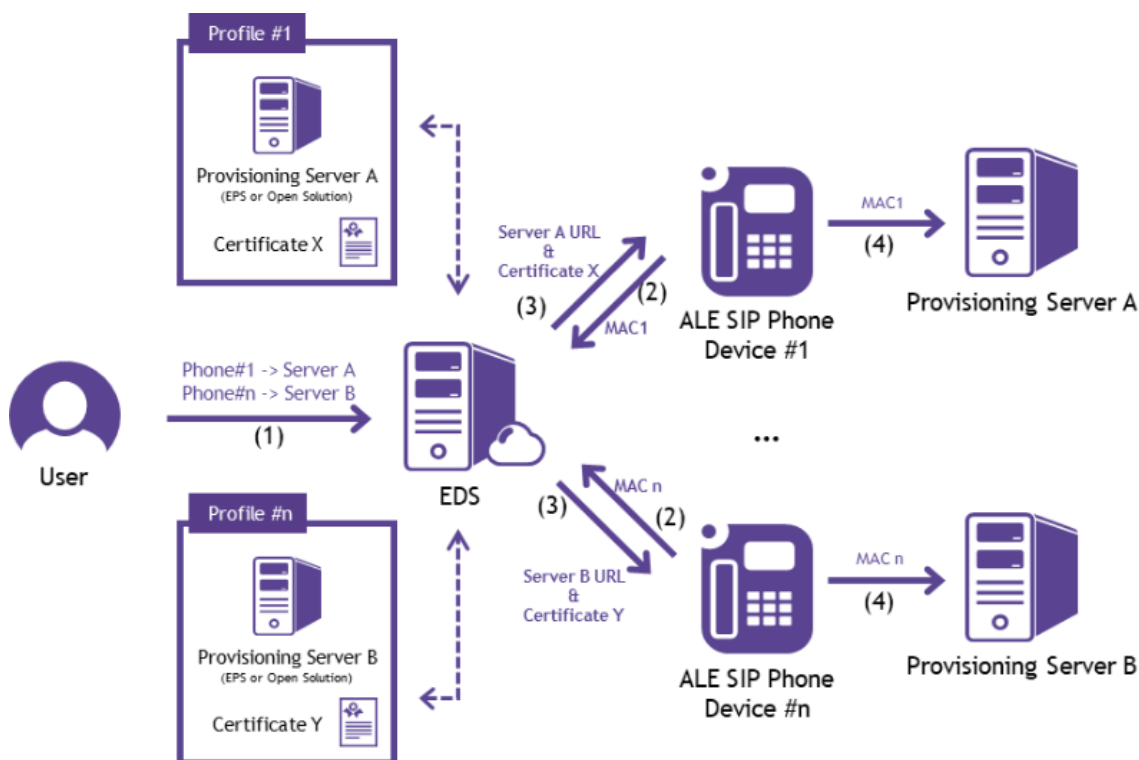 Profile #1
Provisioning Server A
(EPS or Open Solution)
Certificate X
Server A URL
&
Certificate X
(3)
(2)
MAC1
MAC1
(4)
ALE SIP Phone
Device #1
Provisioning Server A
Phone#1 -> Server A
Phone#n -> Server B
(1)
User
EDS
...
Profile #n
Provisioning Server B
(EPS or Open Solution)
Certificate Y
MAC n
(3)
(2)
Server B URL
&
Certificate Y
MAC n
(4)
ALE SIP Phone
Device #n
Provisioning Server B